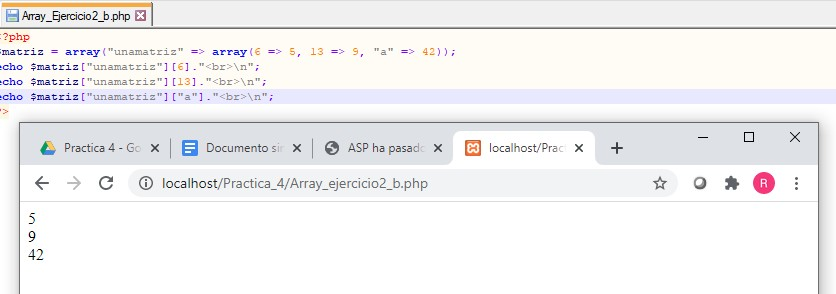 Array_Ejercicio2_b.php
<?php
$matriz = array("unamatriz" => array(6 => 5, 13 => 9, "a" => 42));
echo $matriz["unamatriz"][6]."<br>\n";
echo $matriz["unamatriz"][13]."<br>\n";
echo $matriz["unamatriz"]["a"]."<br>\n";
?>
Practica 4 - Go
Documento sin
ASP ha pasado
localhost/Prac
localhost/Practica_4/Array_ejercicio2_b.php
R
5
9
42